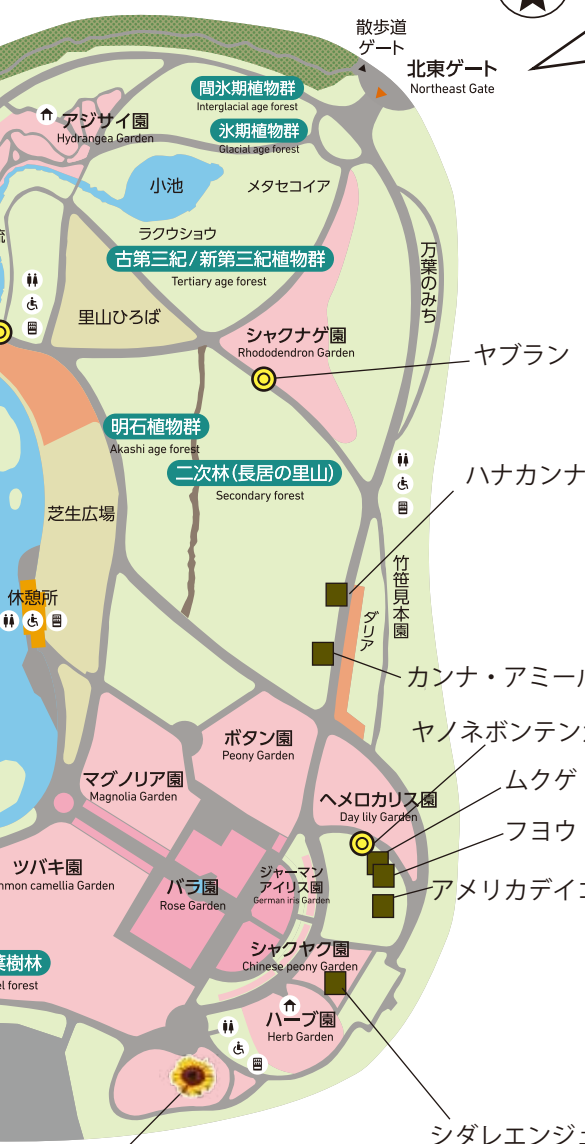 散歩道
ゲート
北東ゲート
Northeast Gate
間氷期植物群
Interglacial age forest
アジサイ園
Hydrangea Garden
氷期植物群
Glacial age forest
小池
メタセコイア
ラクウショウ
古第三紀/新第三紀植物群
Tertiary age forest
万葉のみち
里山ひろば
シャクナゲ園
Rhododendron Garden
ヤブラン
明石植物群
Akashi age forest
二次林(長居の里山)
Secondary forest
ハナカンナ
芝生広場
竹笹見本園
休憩所
ダリア
カンナ・アミール
ヤノネボンテン
ボタン園
Peony Garden
マグノリア園
Magnolia Garden
ムクゲ
ヘメロカリス園
Day lily Garden
フヨウ
ツバキ園
mmon camellia Garden
バラ園
Rose Garden
ジャーマン
アイリス園
German iris Garden
アメリカデイゴ
シャクヤク園
Chinese peony Garden
葉樹林
el forest
ハーブ園
Herb Garden
シダレエンジュ